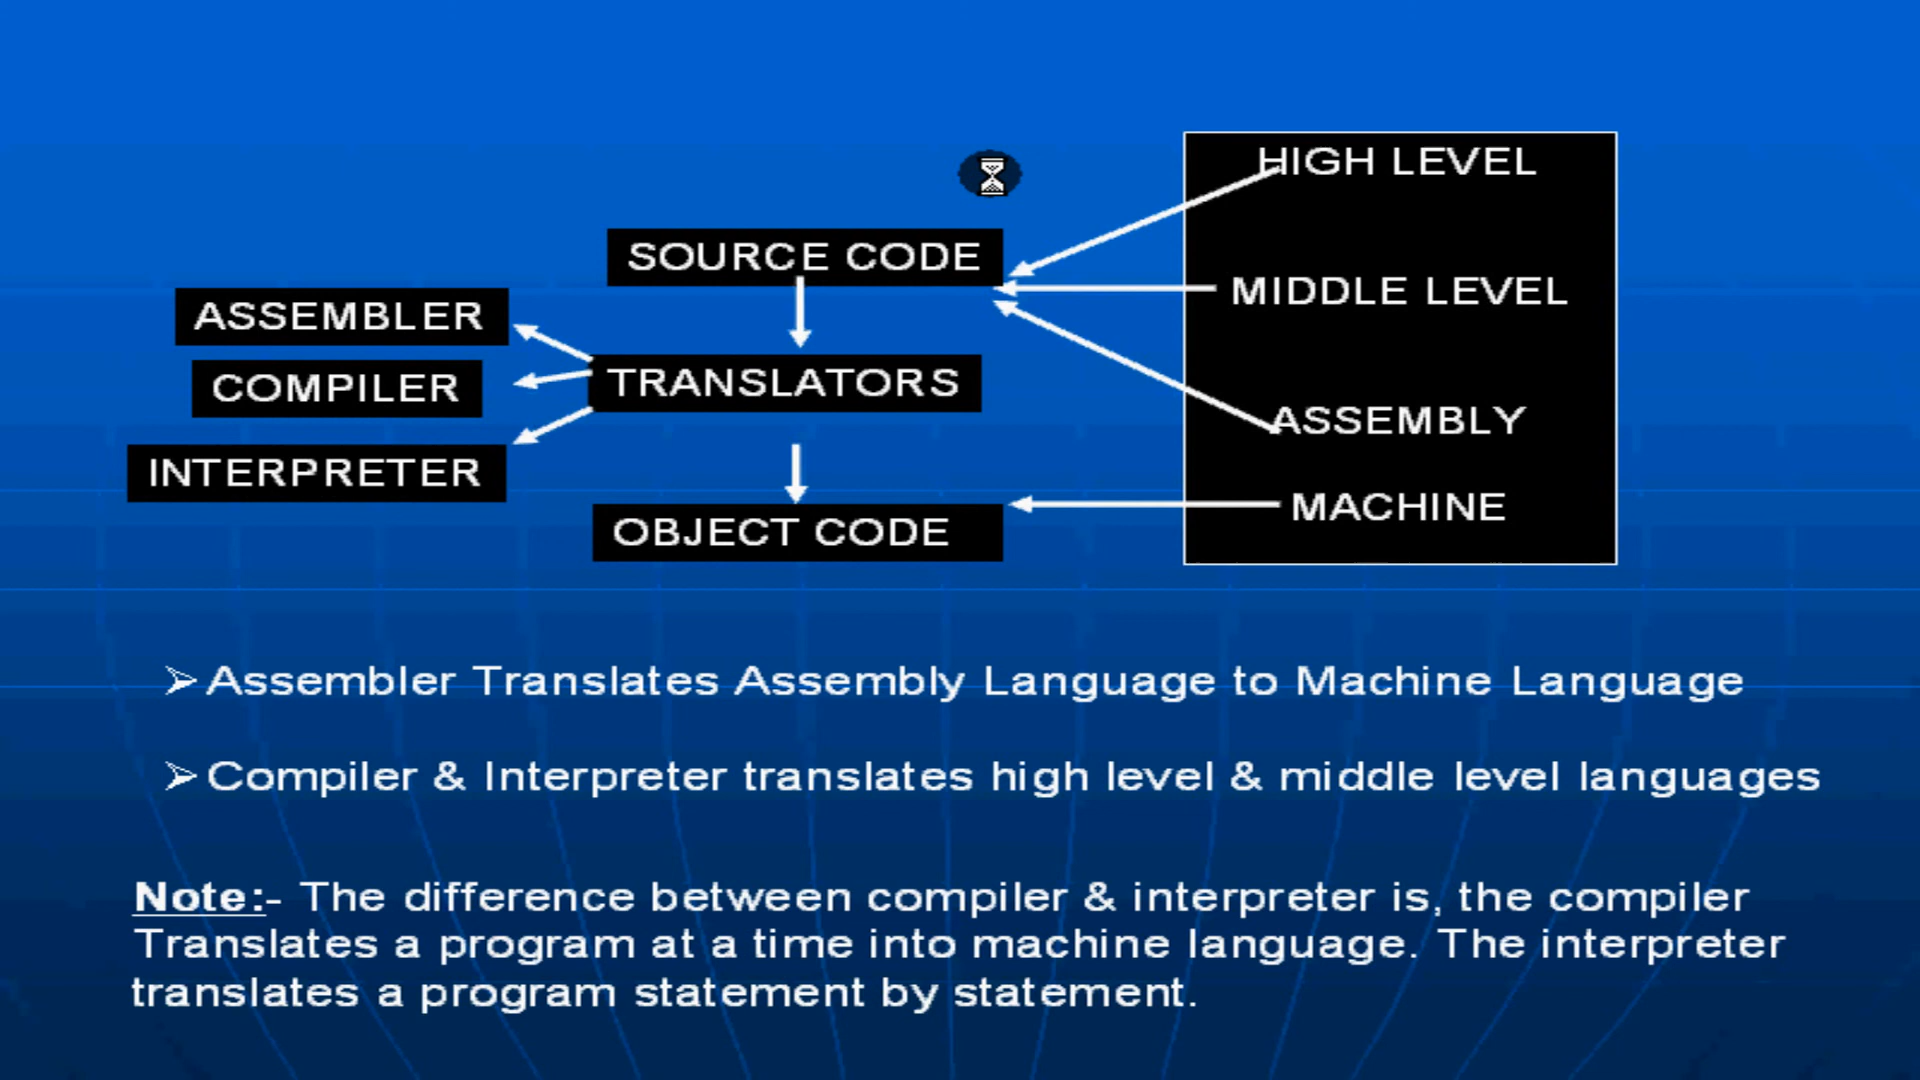 HIGH LEVEL
SOURCE CODE
MIDDLE LEVEL
ASSEMBLER
COMPILER
TRANSLATORS
ASSEMBLY
INTERPRETER
MACHINE
OBJECT CODE
➢Assembler Translates Assembly Language to Machine Language
➢Compiler & Interpreter translates high level & middle level languages
Note:- The difference between compiler & interpreter is, the compiler
Translates a program at a time into machine language. The interpreter
translates a program statement by statement.